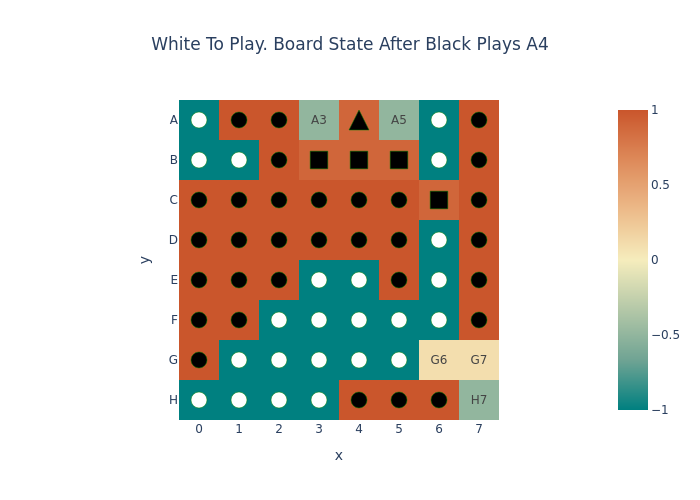 White To Play. Board State After Black Plays A4
A A3 A5 1
B
C 0.5
D
y E 0
F
G G6 G7 −0.5
H H7 −1
0 1 2 3 4 5 6 7
x